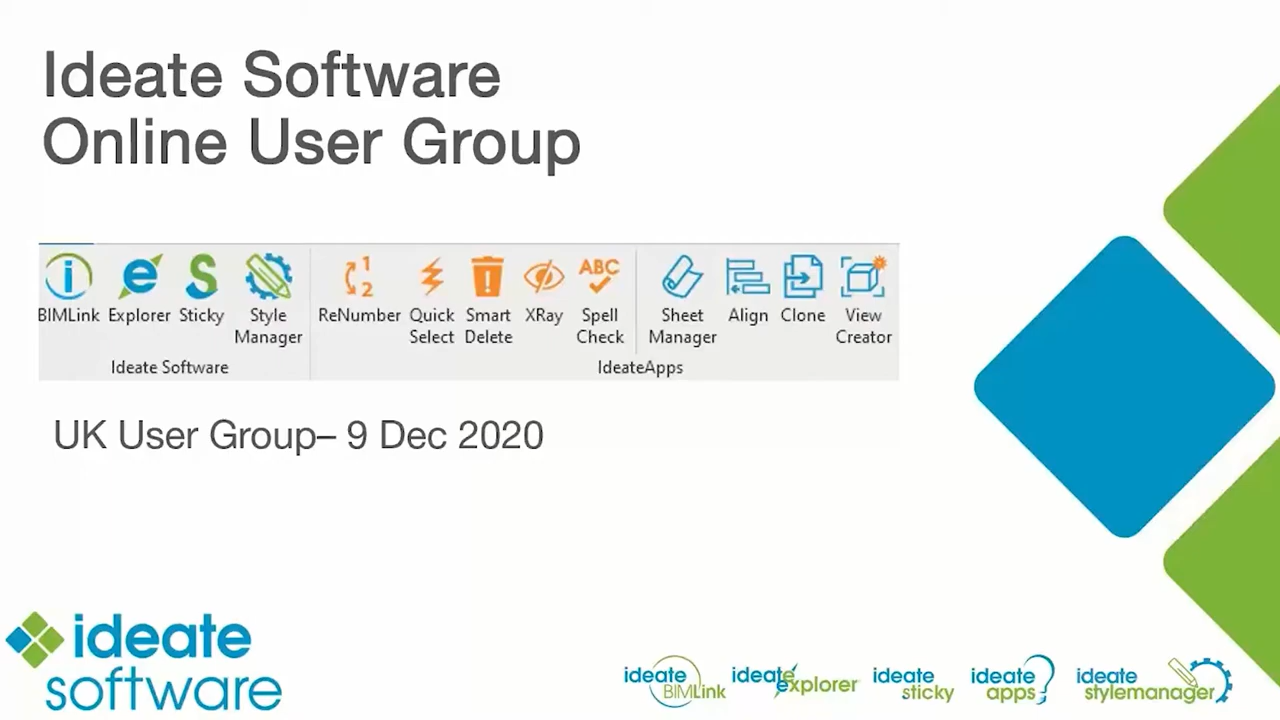 Ideate Software
Online User Group
BIMLink Explorer Sticky Style Manager ReNumber Quick Select Smart Delete XRay ABC Spell Check Sheet Manager Align Clone View Creator
Ideate Software IdeateApps
UK User Group– 9 Dec 2020
ideate
software
ideate BIMLink
ideate explorer
ideate sticky
ideate apps
ideate stylemanager